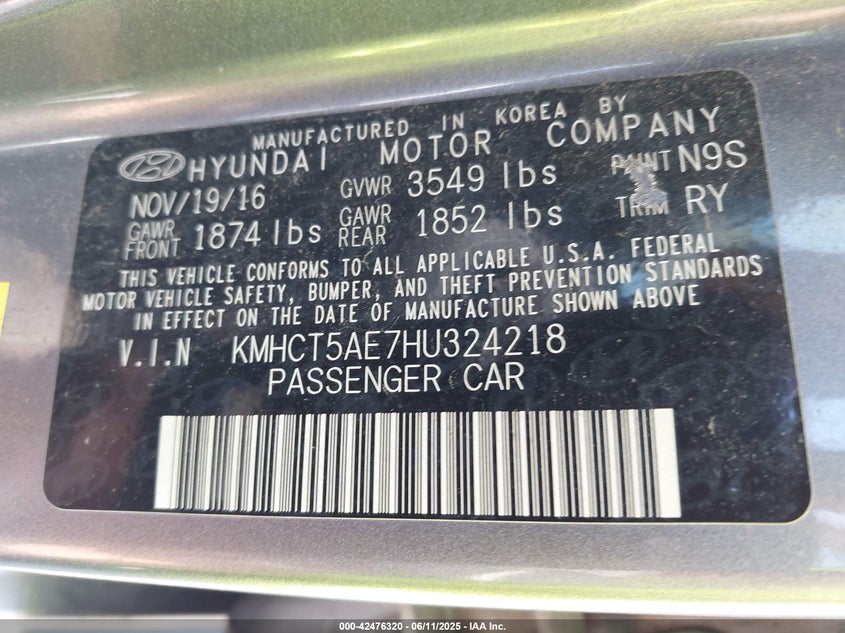 MANUFACTURED IN KOREA BY
HYUNDAI MOTOR COMPANY
NOV/19/16 GVWR 3549 lbs PAINT N9S
GAWR FRONT 1874 lbs GAWR REAR 1852 lbs TRIM RY
THIS VEHICLE CONFORMS TO ALL APPLICABLE U.S.A. FEDERAL
MOTOR VEHICLE SAFETY, BUMPER, AND THEFT PREVENTION STANDARDS
IN EFFECT ON THE DATE OF MANUFACTURE SHOWN ABOVE
V.I.N KMHCT5AE7HU324218
PASSENGER CAR
000-42476320 - 06/11/2025 - IAA Inc.